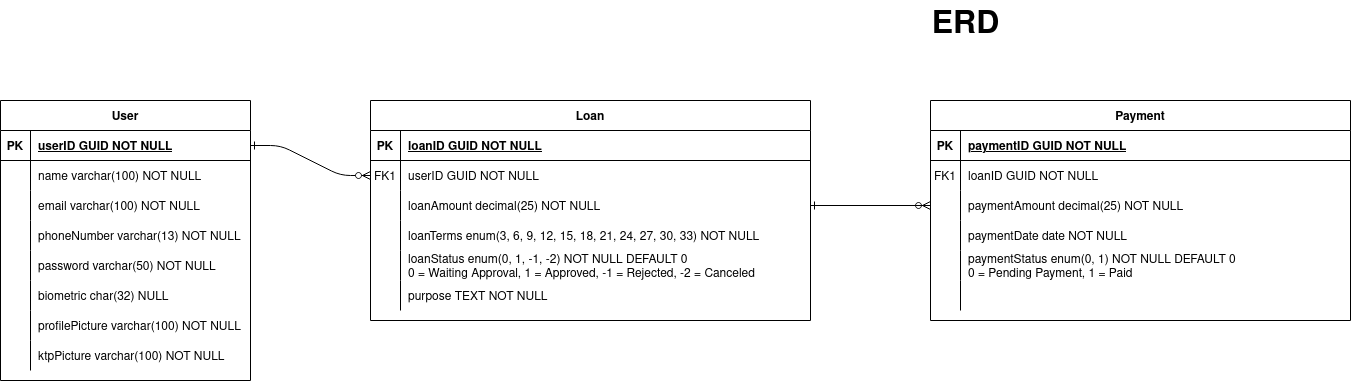 ERD
User
PK userID GUID NOT NULL
name varchar(100) NOT NULL
email varchar(100) NOT NULL
phoneNumber varchar(13) NOT NULL
password varchar(50) NOT NULL
biometric char(32) NULL
profilePicture varchar(100) NOT NULL
ktpPicture varchar(100) NOT NULL
Loan
PK loanID GUID NOT NULL
FK1 userID GUID NOT NULL
loanAmount decimal(25) NOT NULL
loanTerms enum(3, 6, 9, 12, 15, 18, 21, 24, 27, 30, 33) NOT NULL
loanStatus enum(0, 1, -1, -2) NOT NULL DEFAULT 0
0 = Waiting Approval, 1 = Approved, -1 = Rejected, -2 = Canceled
purpose TEXT NOT NULL
Payment
PK paymentID GUID NOT NULL
FK1 loanID GUID NOT NULL
paymentAmount decimal(25) NOT NULL
paymentDate date NOT NULL
paymentStatus enum(0, 1) NOT NULL DEFAULT 0
0 = Pending Payment, 1 = Paid